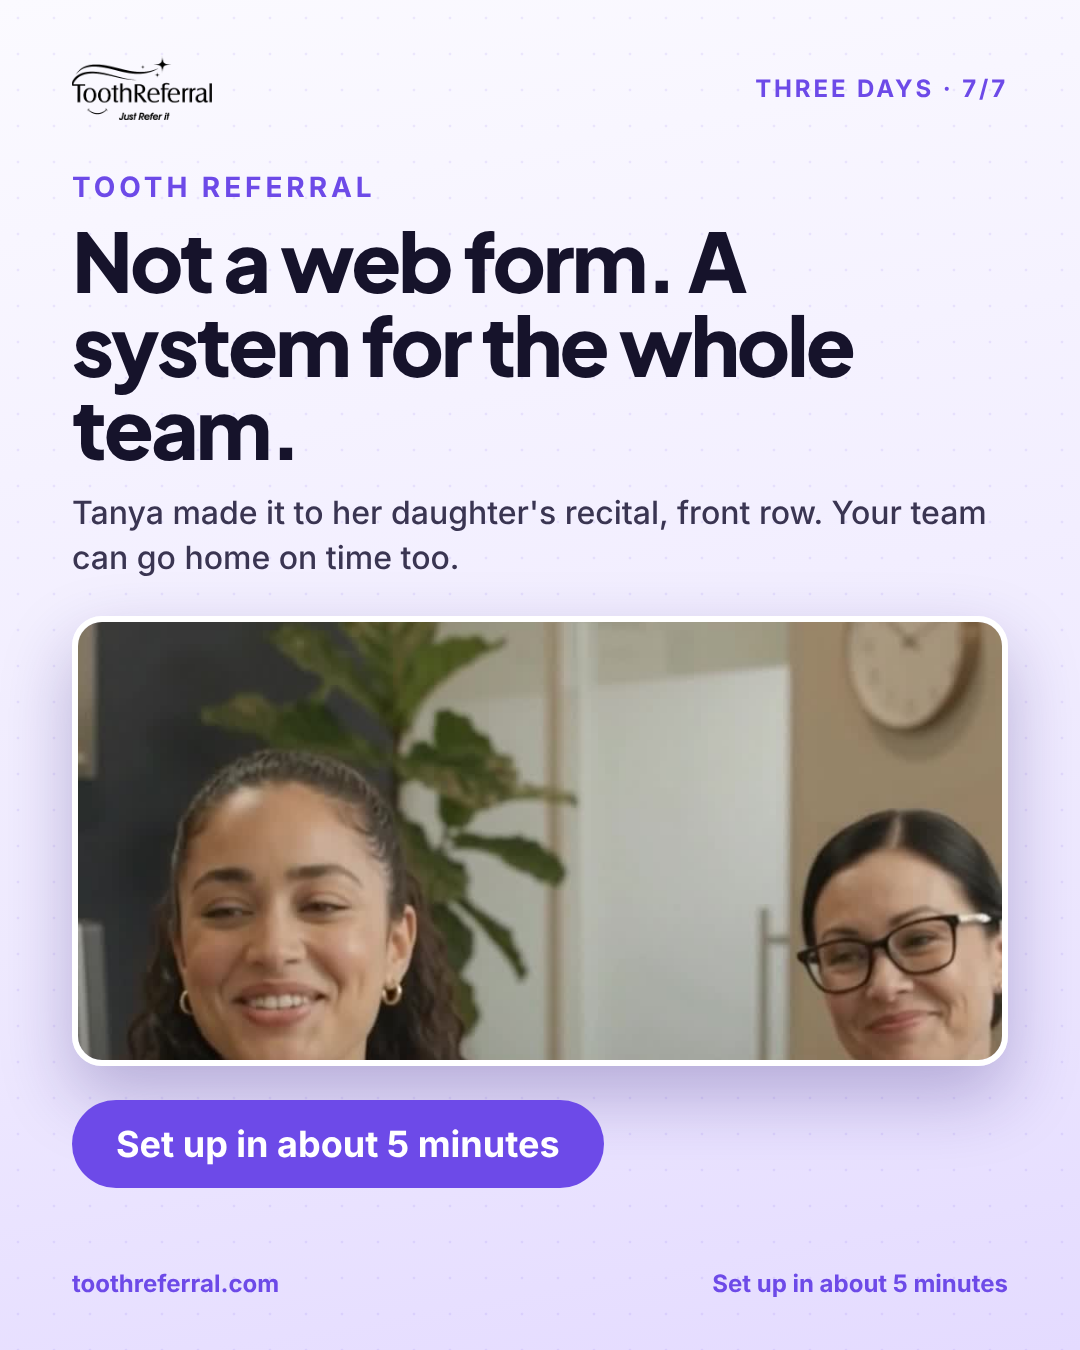 ToothReferral
Just Refer it
THREE DAYS · 7/7
TOOTH REFERRAL
Not a web form. A
system for the whole
team.
Tanya made it to her daughter's recital, front row. Your team
can go home on time too.
Set up in about 5 minutes
toothreferral.com
Set up in about 5 minutes